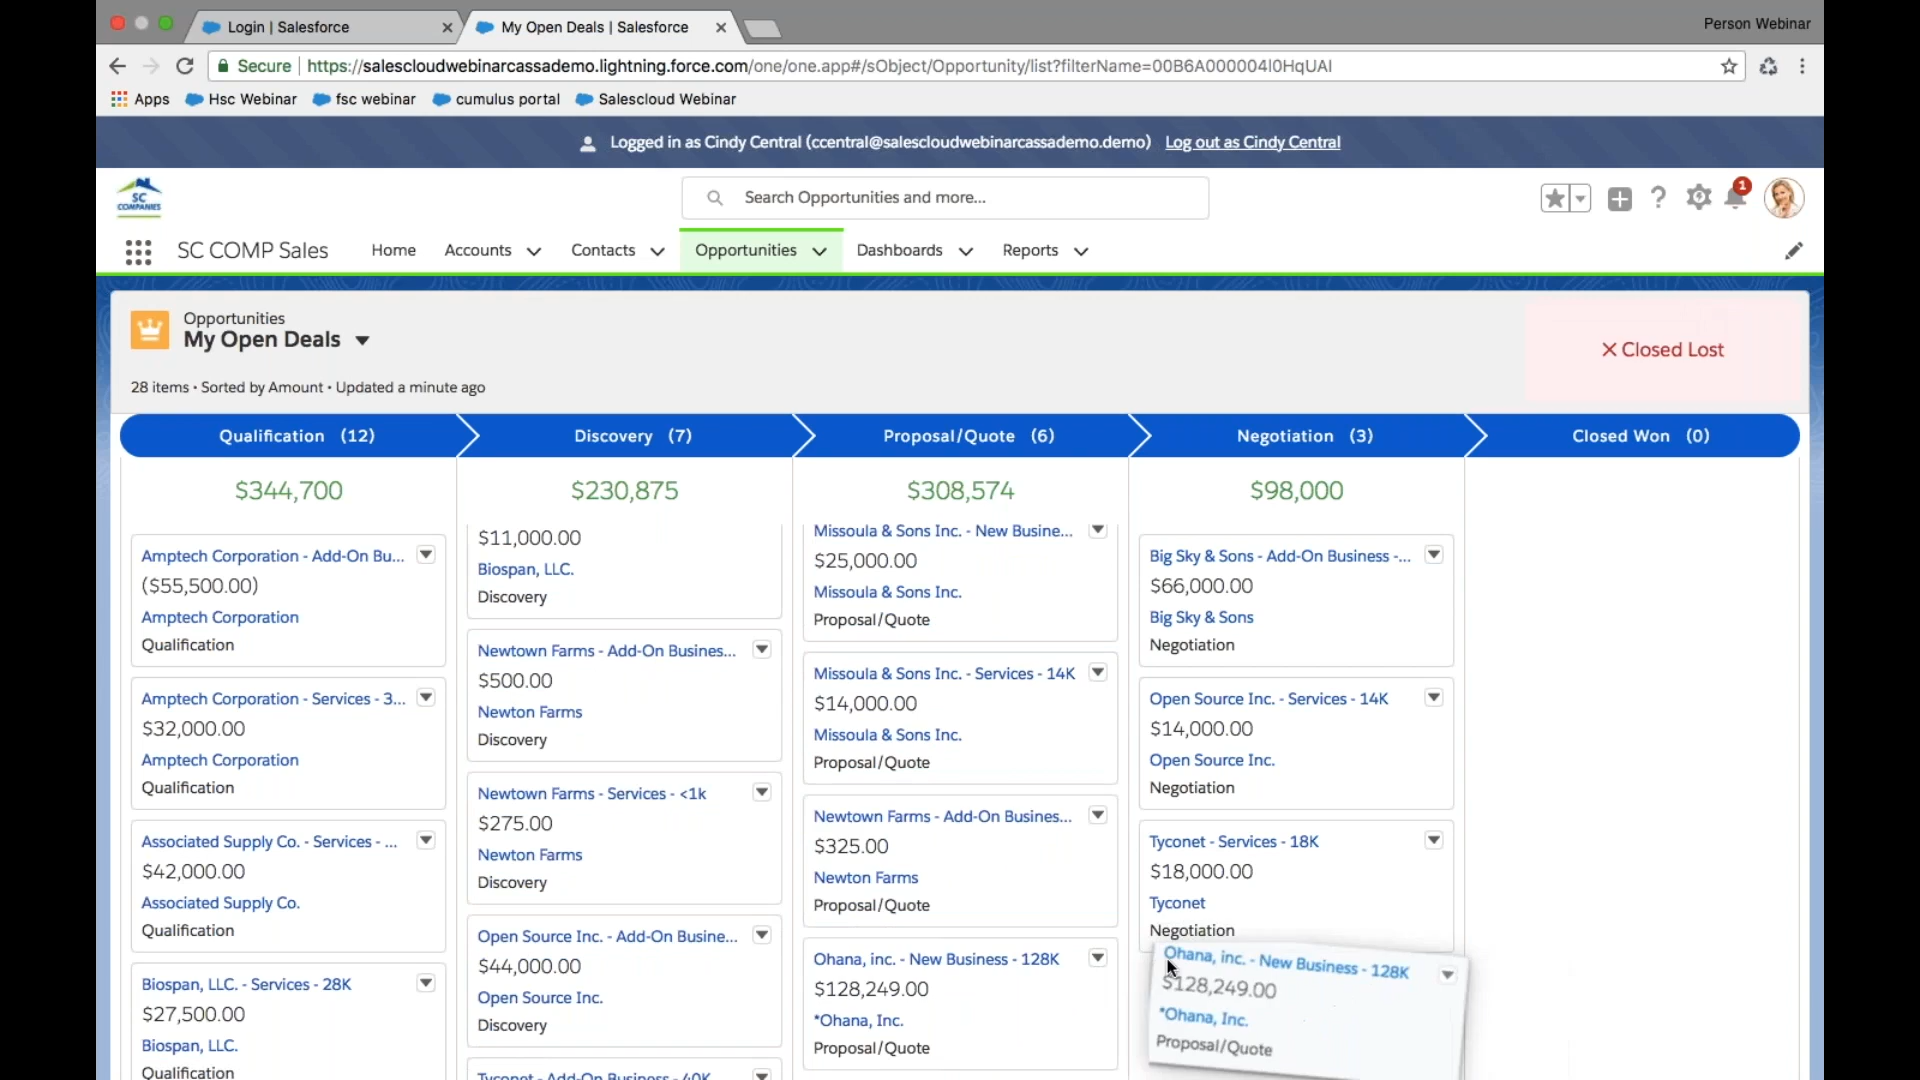 Login | Salesforce
My Open Deals | Salesforce
Person Webinar
Secure
https://salescloudwebinarcassademo.lightning.force.com/one/one.app#/sObject/Opportunity/list?filterName=00B6A000004I0HqUAI
Apps
Hsc Webinar
fsc webinar
cumulus portal
Salescloud Webinar
Logged in as Cindy Central (ccentral@salescloudwebinarcassademo.demo) Log out as Cindy Central
SC
COMPANIES
Search Opportunities and more...
1
SC COMP Sales
Home
Accounts
Contacts
Opportunities
Dashboards
Reports
Opportunities
My Open Deals
28 items • Sorted by Amount • Updated a minute ago
Closed Lost
Qualification (12)
Discovery (7)
Proposal/Quote (6)
Negotiation (3)
Closed Won (0)
$344,700
$230,875
$308,574
$98,000
Amptech Corporation - Add-On Bu...
($55,500.00)
Amptech Corporation
Qualification
Amptech Corporation - Services - 3...
$32,000.00
Amptech Corporation
Qualification
Associated Supply Co. - Services - ...
$42,000.00
Associated Supply Co.
Qualification
Biospan, LLC. - Services - 28K
$27,500.00
Biospan, LLC.
Qualification
$11,000.00
Biospan, LLC.
Discovery
Newtown Farms - Add-On Busines...
$500.00
Newton Farms
Discovery
Newtown Farms - Services - <1k
$275.00
Newton Farms
Discovery
Open Source Inc. - Add-On Busine...
$44,000.00
Open Source Inc.
Discovery
Tyconet - Add-On Business - 40K
Missoula & Sons Inc. - New Busine...
$25,000.00
Missoula & Sons Inc.
Proposal/Quote
Missoula & Sons Inc. - Services - 14K
$14,000.00
Missoula & Sons Inc.
Proposal/Quote
Newtown Farms - Add-On Busines...
$325.00
Newton Farms
Proposal/Quote
Ohana, inc. - New Business - 128K
$128,249.00
*Ohana, Inc.
Proposal/Quote
Big Sky & Sons - Add-On Business -...
$66,000.00
Big Sky & Sons
Negotiation
Open Source Inc. - Services - 14K
$14,000.00
Open Source Inc.
Negotiation
Tyconet - Services - 18K
$18,000.00
Tyconet
Negotiation
Ohana, inc. - New Business - 128K
$128,249.00
*Ohana, Inc.
Proposal/Quote